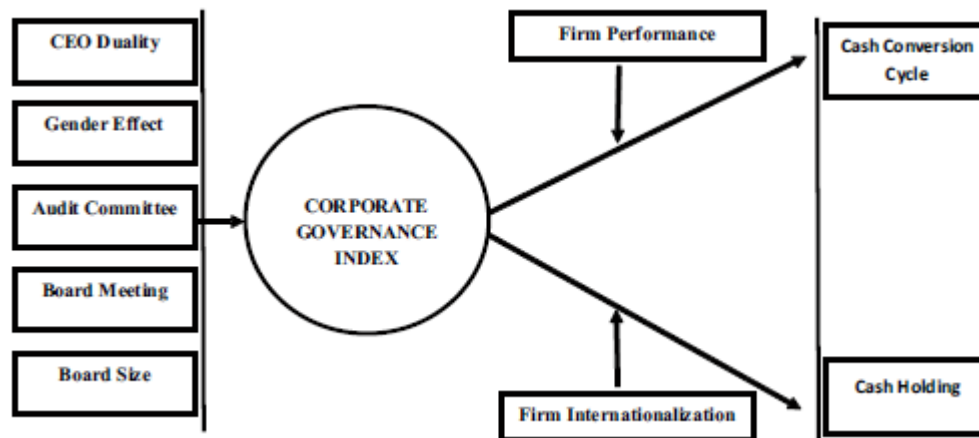 CEO Duality
Gender Effect
Audit Committee
Board Meeting
Board Size
CORPORATE
GOVERNANCE
INDEX
Firm Performance
Firm Internationalization
Cash Conversion
Cycle
Cash Holding